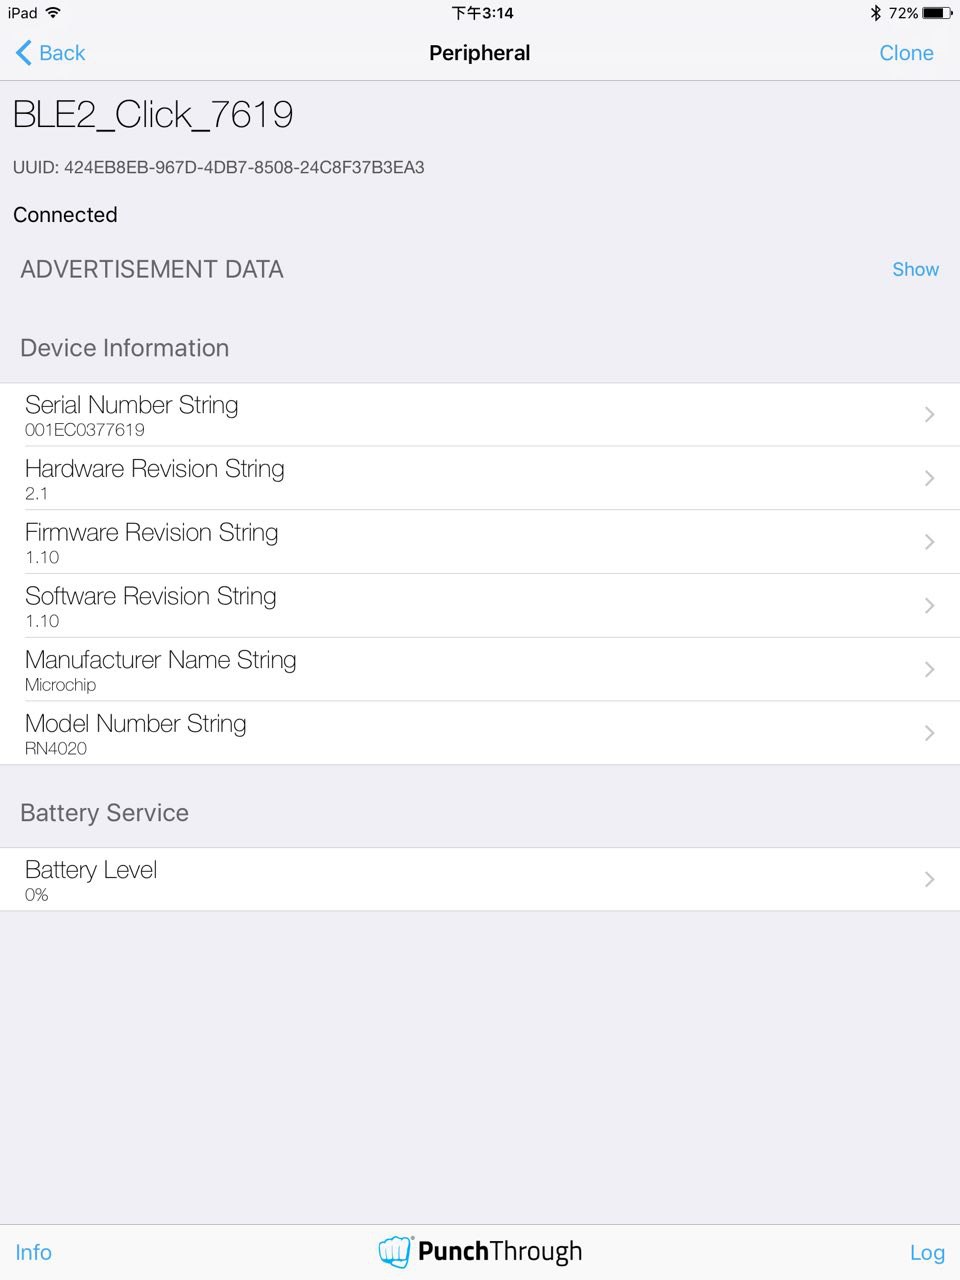 iPad 下午3:14 72%
Back Peripheral Clone
BLE2_Click_7619
UUID: 424EB8EB-967D-4DB7-8508-24C8F37B3EA3
Connected
ADVERTISEMENT DATA Show
Device Information
Serial Number String
001EC0377619
Hardware Revision String
2.1
Firmware Revision String
1.10
Software Revision String
1.10
Manufacturer Name String
Microchip
Model Number String
RN4020
Battery Service
Battery Level
0%
Info PunchThrough Log